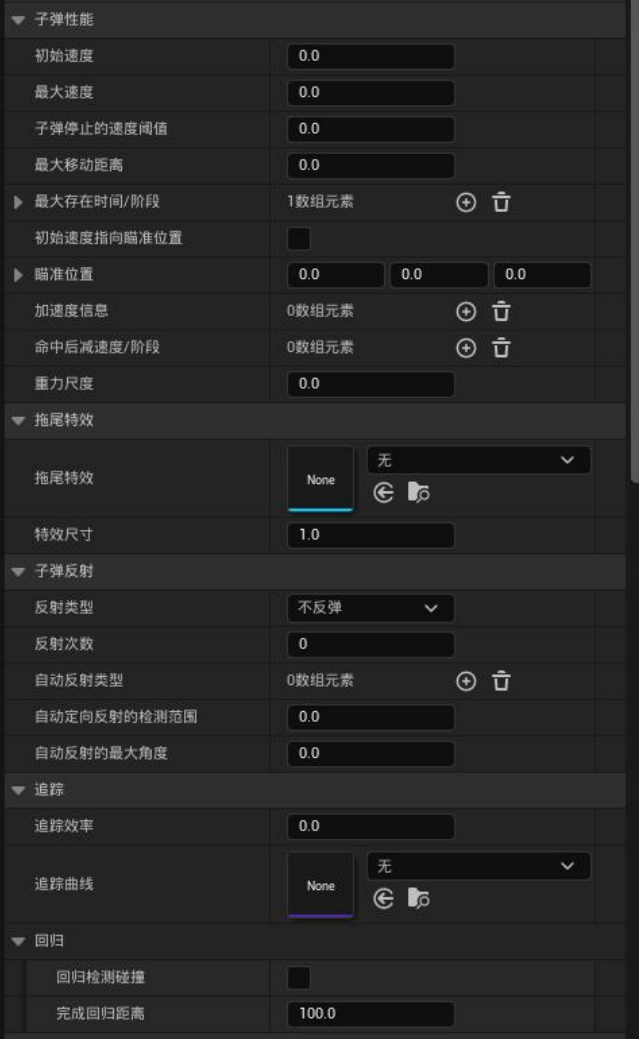 子弹性能
初始速度 0.0
最大速度 0.0
子弹停止的速度阈值 0.0
最大移动距离 0.0
最大存在时间/阶段 1数组元素
初始速度指向瞄准位置
瞄准位置 0.0 0.0 0.0
加速度信息 0数组元素
命中后减速度/阶段 0数组元素
重力尺度 0.0
拖尾特效
无
拖尾特效 None
特效尺寸 1.0
子弹反射
反射类型 不反弹
反射次数 0
自动反射类型 0数组元素
自动定向反射的检测范围 0.0
自动反射的最大角度 0.0
追踪
追踪效率 0.0
无
追踪曲线 None
回归
回归检测碰撞
完成回归距离 100.0